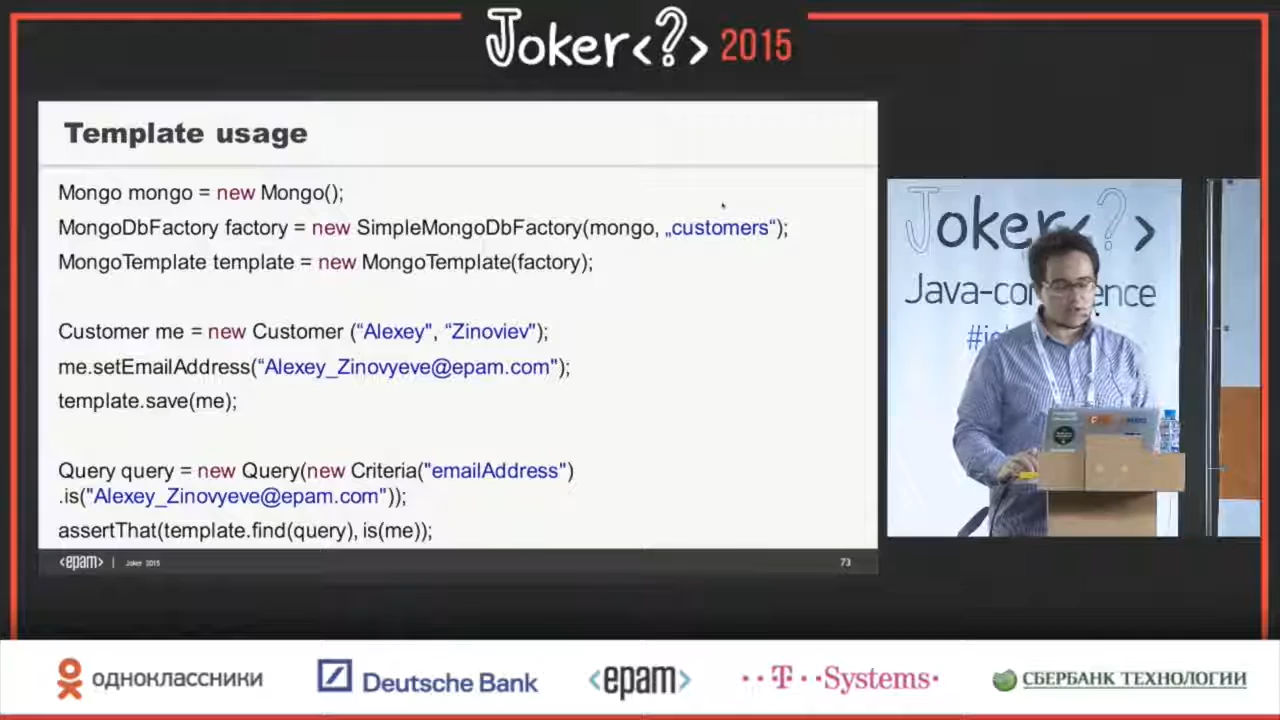 Joker<?> 2015
Template usage
Mongo mongo = new Mongo();
MongoDbFactory factory = new SimpleMongoDbFactory(mongo, „customers“);
MongoTemplate template = new MongoTemplate(factory);
Customer me = new Customer (“Alexey", “Zinoviev");
me.setEmailAddress(“Alexey_Zinovyeve@epam.com");
template.save(me);
Query query = new Query(new Criteria("emailAddress")
.is("Alexey_Zinovyeve@epam.com"));
assertThat(template.find(query), is(me));
<epam> | Joker 2015
73
Joker<?>
одноклассники
Deutsche Bank
<epam>
T Systems
СБЕРБАНК ТЕХНОЛОГИИ